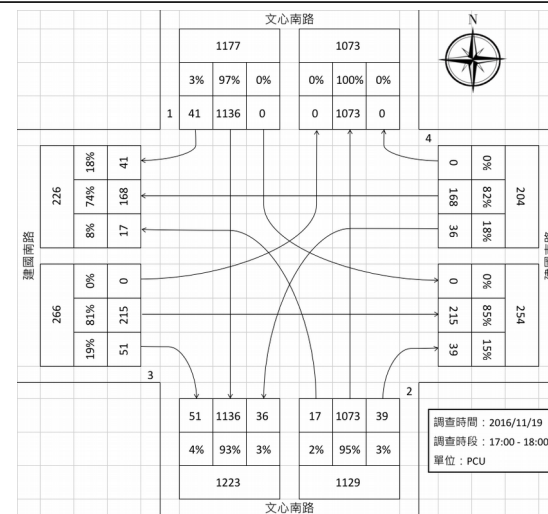 文心南路
N
1177
1073
3% 97% 0%
0% 100% 0%
1
41 1136 0
0 1073 0
4
建國南路
226
18% 41
74% 168
8% 17
266
0% 0
81% 215
19% 51
3
0 0%
168 82%
36 18%
204
0 0%
215 85%
39 15%
254
建國南路
2
51 1136 36
4% 93% 3%
1223
17 1073 39
2% 95% 3%
1129
文心南路
調查時間：2016/11/19
調查時段：17:00 - 18:00
單位：PCU